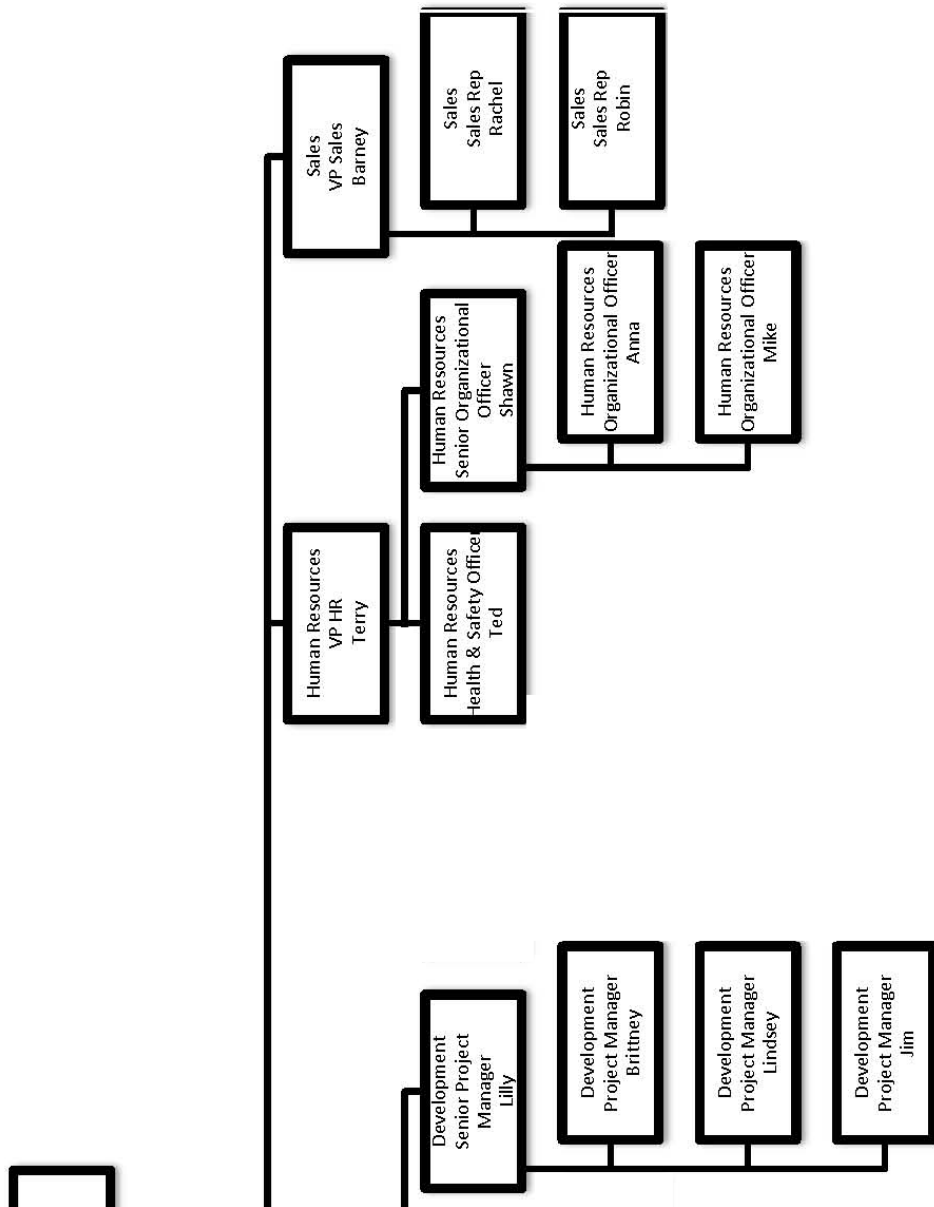 Human Resources
VP HR
Terry
Sales
VP Sales
Barney
Development
Senior Project
Manager
Lilly
Human Resources
Health & Safety Officer
Ted
Human Resources
Senior Organizational
Officer
Shawn
Sales
Sales Rep
Rachel
Development
Project Manager
Brittney
Human Resources
Organizational Officer
Anna
Sales
Sales Rep
Robin
Development
Project Manager
Lindsey
Human Resources
Organizational Officer
Mike
Development
Project Manager
Jim